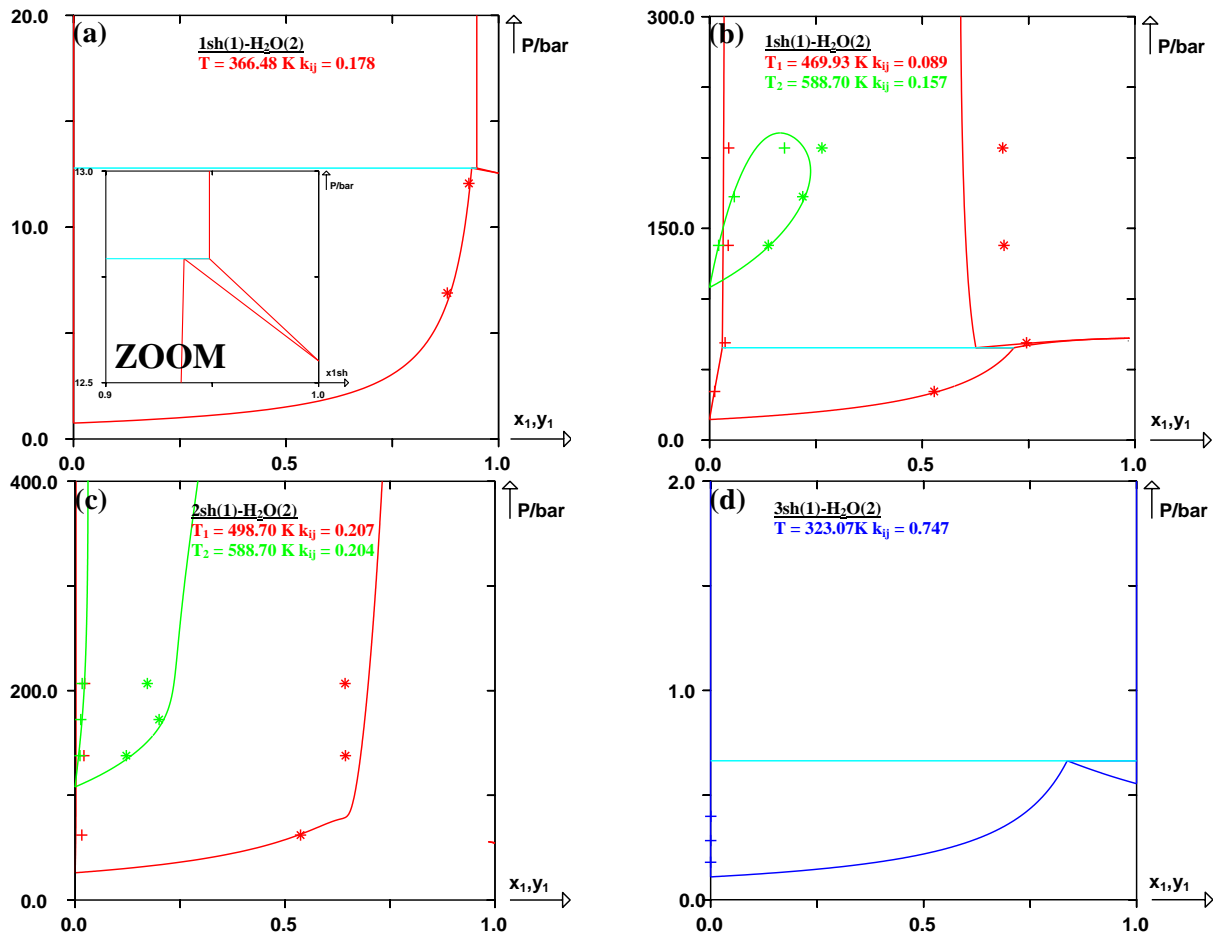 (a)
1sh(1)-H2O(2)
T = 366.48 K kij = 0.178
P/bar
20.0
10.0
0.0
0.0
0.5
1.0
x1,y1
13.0
12.5
0.9
1.0
P/bar
x1sh
ZOOM
(b)
1sh(1)-H2O(2)
T1 = 469.93 K kij = 0.089
T2 = 588.70 K kij = 0.157
P/bar
300.0
150.0
0.0
0.0
0.5
1.0
x1,y1
(c)
2sh(1)-H2O(2)
T1 = 498.70 K kij = 0.207
T2 = 588.70 K kij = 0.204
P/bar
400.0
200.0
0.0
0.0
0.5
1.0
x1,y1
(d)
3sh(1)-H2O(2)
T = 323.07K kij = 0.747
P/bar
2.0
1.0
0.0
0.0
0.5
1.0
x1,y1